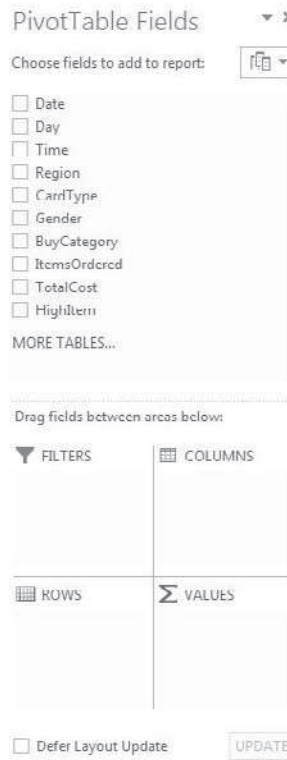 PivotTable Fields
Choose fields to add to report:
Date
Day
Time
Region
CardType
Gender
BuyCategory
ItemsOrdered
TotalCost
HighItem
MORE TABLES...
Drag fields between areas below:
FILTERS
COLUMNS
ROWS
VALUES
Defer Layout Update
UPDATE